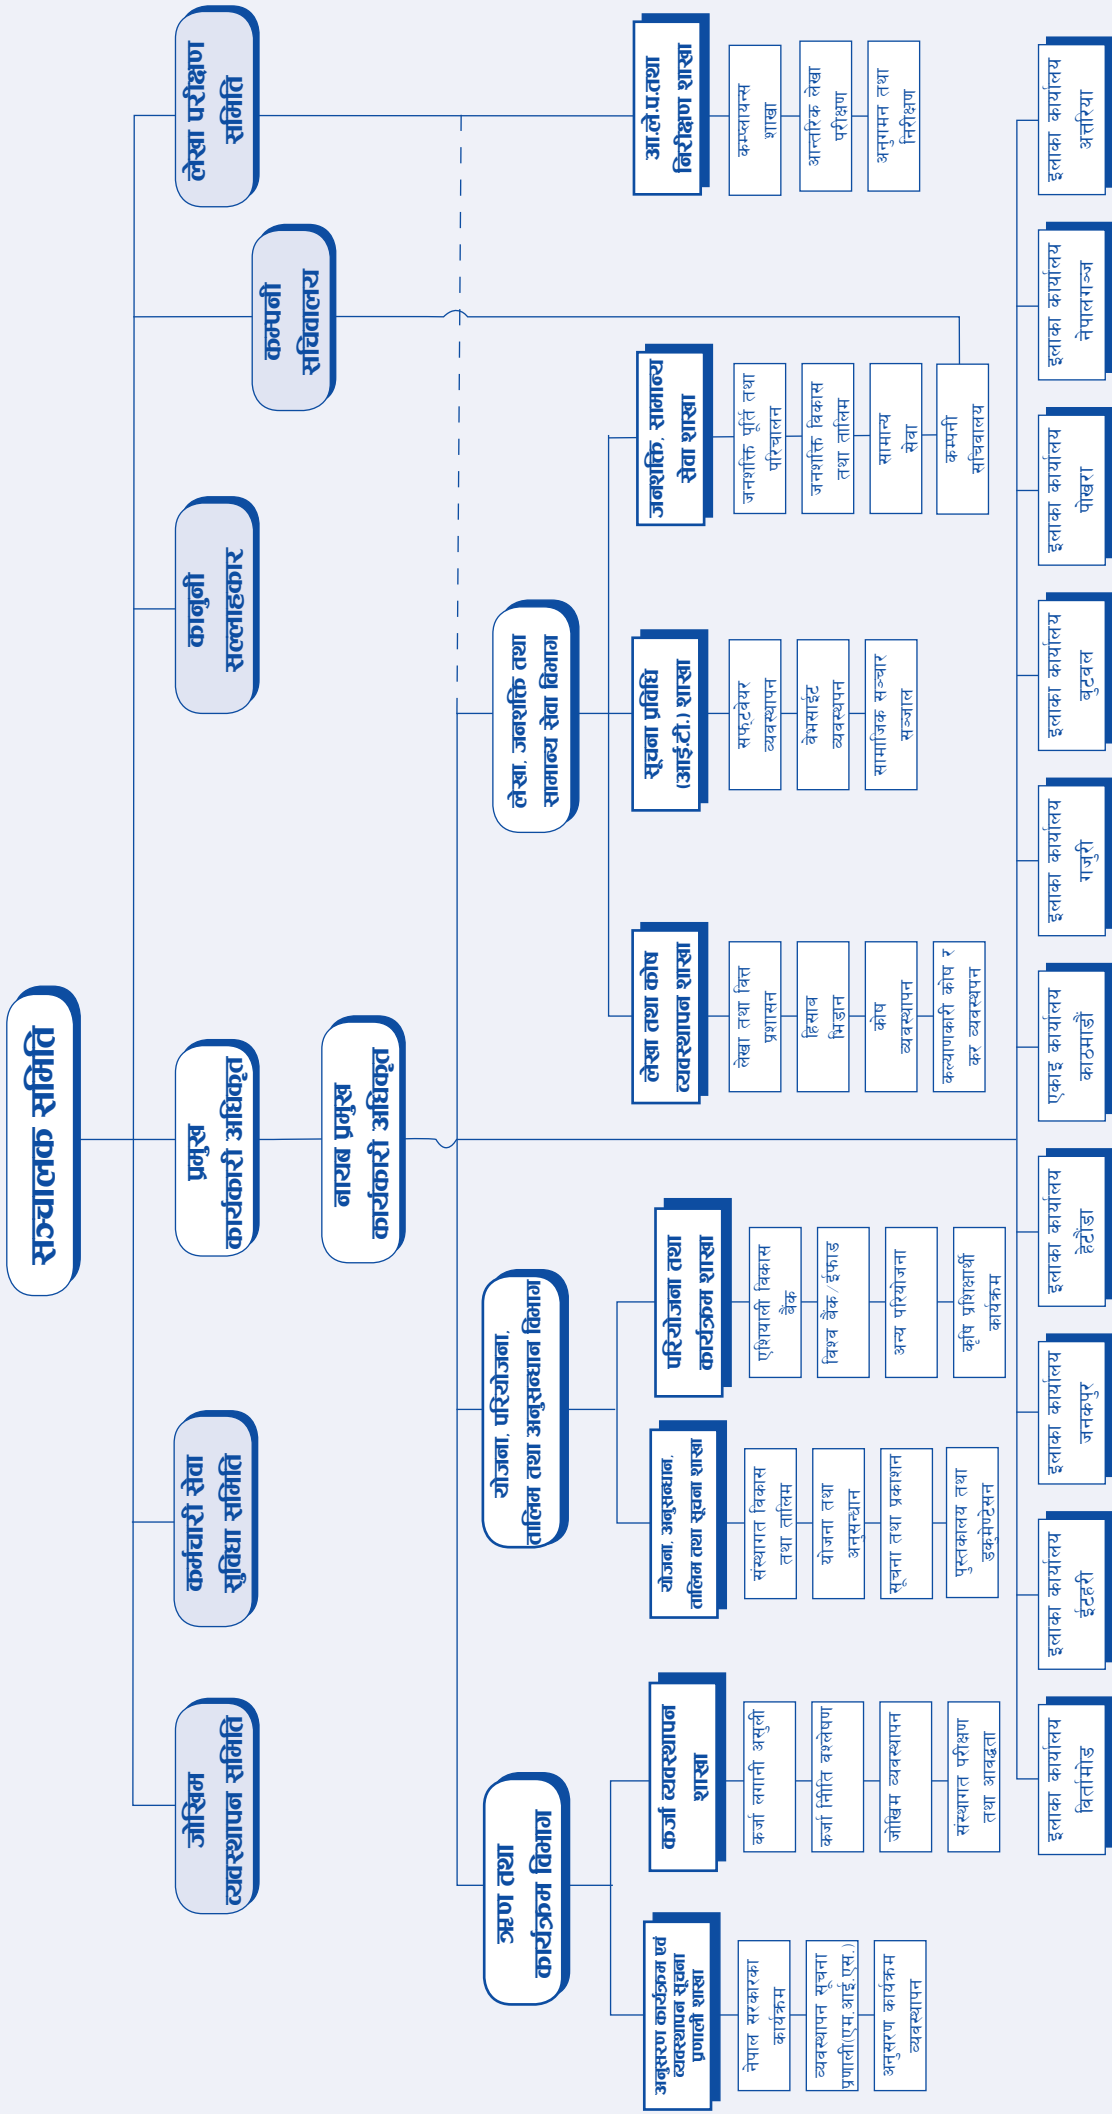 सञ्चालक समिति
जोखिम
व्यवस्थापन समिति
कर्मचारी सेवा
सुविधा समिति
प्रमुख
कार्यकारी अधिकृत
कानुनी
सल्लाहकार
कम्पनी
सचिवालय
लेखा परीक्षण
समिति
नायब प्रमुख
कार्यकारी अधिकृत
ऋण तथा
कार्यक्रम विभाग
योजना, परियोजना,
तालिम तथा अनुसन्धान विभाग
लेखा, जनशक्ति तथा
सामान्य सेवा विभाग
अनुसरण कार्यक्रम एवं
व्यवस्थापन सूचना
प्रणाली शाखा
नेपाल सरकारका
कार्यक्रम
व्यवस्थापन सूचना
प्रणाली(एम.आई.एस.)
अनुसरण कार्यक्रम
व्यवस्थापन
कर्जा व्यवस्थापन
शाखा
कर्जा लगानी असुली
कर्जा निीति वश्लेषण
जोखिम व्यवस्थापन
संस्थागत परीक्षण
तथा आवद्धता
योजना, अनुसन्धान,
तालिम तथा सूचना शाखा
संस्थागत विकास
तथा तालिम
योजना तथा
अनुसन्धान
सूचना तथा प्रकाशन
पुस्तकालय तथा
डकुमेण्टेसन
परियोजना तथा
कार्यक्रम शाखा
एशियाली विकास
बैंक
विश्व बैंक/ईफाड
अन्य परियोजना
कृषि प्रशिक्षार्थी
कार्यक्रम
लेखा तथा कोष
व्यवस्थापन शाखा
लेखा तथा वित्त
प्रशासन
हिसाब
भिडान
कोष
व्यवस्थापन
कल्याणकारी कोष र
कर व्यवस्थपन
सूचना प्रविधि
(आई.टी.) शाखा
सफ्टवेयर
व्यवस्थापन
वेभसाईट
व्यवस्थपन
सामाजिक सञ्चार
सञ्जाल
जनशक्ति, सामान्य
सेवा शाखा
जनशक्ति पूर्ति तथा
परिचालन
जनशक्ति विकास
तथा तालिम
सामान्य
सेवा
कम्पनी
सचिवालय
आ.ले.प.तथा
निरीक्षण शाखा
कम्प्लायन्स
शाखा
आन्तरिक लेखा
परीक्षण
अनुगमन तथा
निरीक्षण
इलाका कार्यालय
विर्तामोड
इलाका कार्यालय
ईटहरी
इलाका कार्यालय
जनकपुर
इलाका कार्यालय
हेटौंडा
एकाइ कार्यालय
काठमाडौं
इलाका कार्यालय
गजुरी
इलाका कार्यालय
बुटवल
इलाका कार्यालय
पोखरा
इलाका कार्यालय
नेपालगञ्ज
इलाका कार्यालय
अत्तरिया